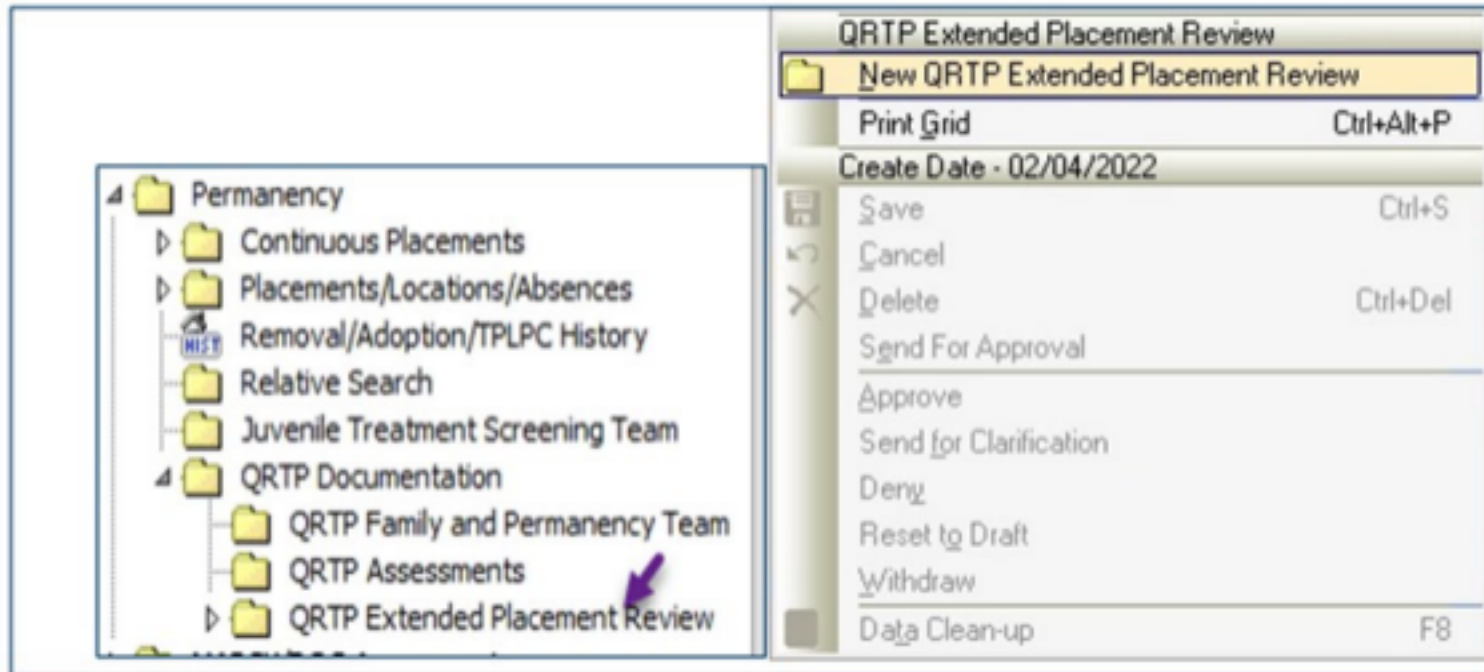 Permanency
Continuous Placements
Placements/Locations/Absences
HIST Removal/Adoption/TPLPC History
Relative Search
Juvenile Treatment Screening Team
QRTP Documentation
QRTP Family and Permanency Team
QRTP Assessments
QRTP Extended Placement Review
QRTP Extended Placement Review
New QRTP Extended Placement Review
Print Grid Ctrl+Alt+P
Create Date - 02/04/2022
Save Ctrl+S
Cancel
Delete Ctrl+Del
Send For Approval
Approve
Send for Clarification
Deny
Reset to Draft
Withdraw
Data Clean-up F8